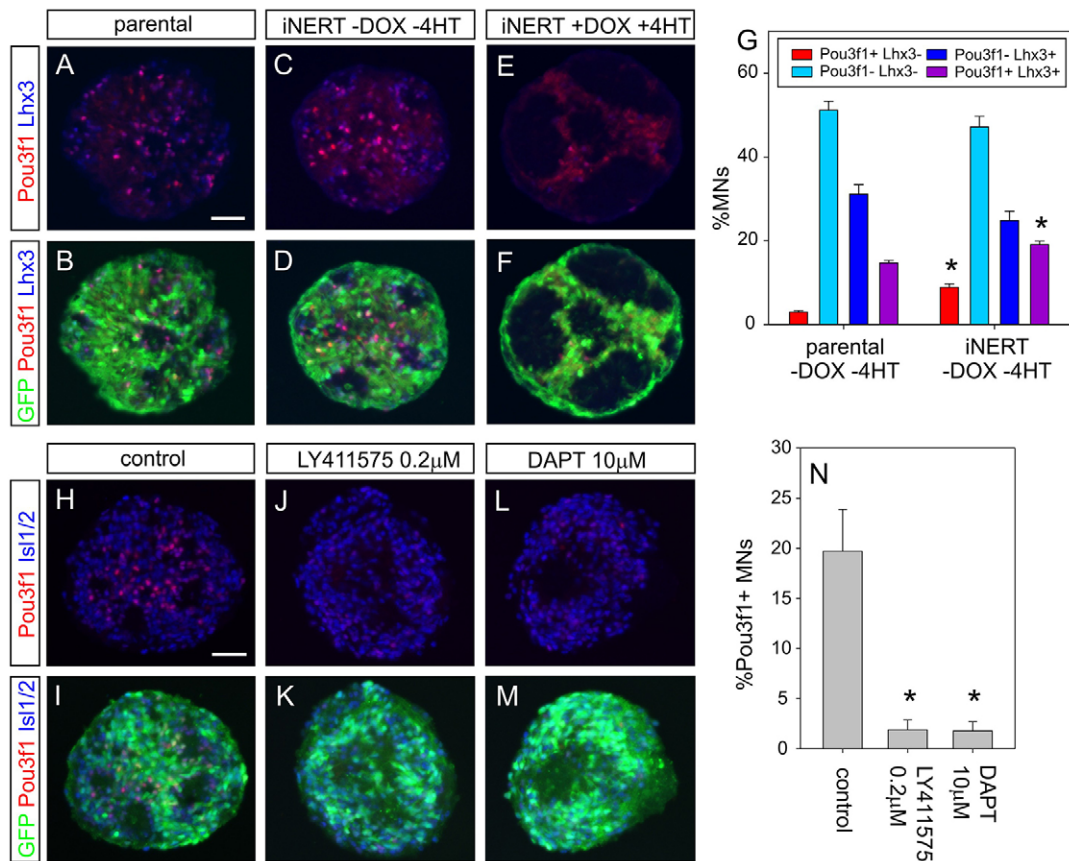 parental
iNERT -DOX -4HT
iNERT +DOX +4HT
Pou3f1 Lhx3
A
C
E
GFP Pou3f1 Lhx3
B
D
F
G
Pou3f1+ Lhx3-
Pou3f1- Lhx3+
Pou3f1- Lhx3-
Pou3f1+ Lhx3+
%MNs
60
40
20
0
*
*
parental
-DOX -4HT
iNERT
-DOX -4HT
control
LY411575 0.2µM
DAPT 10µM
Pou3f1 Isl1/2
H
J
L
GFP Pou3f1 Isl1/2
I
K
M
N
%Pou3f1+ MNs
30
25
20
15
10
5
0
*
*
control
LY411575
0.2µM
DAPT
10µM